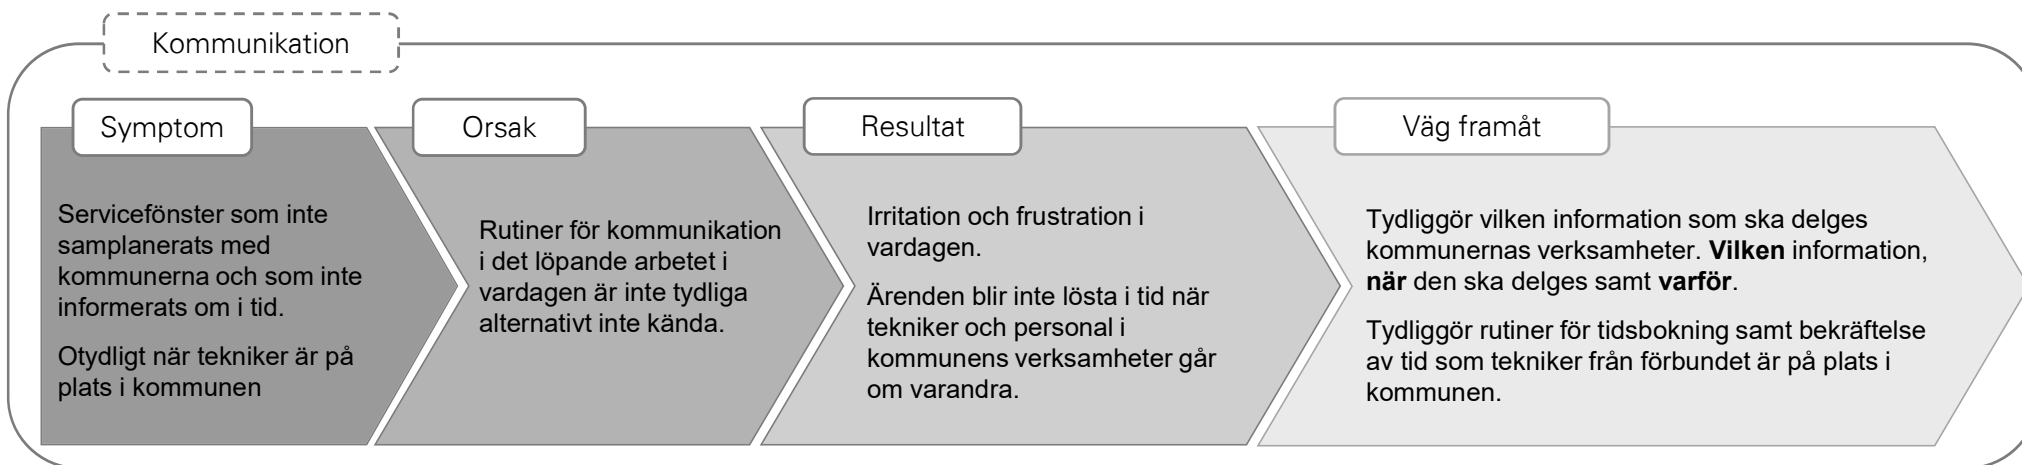 Kommunikation
Symptom
Servicefönster som inte
samplanerats med
kommunerna och som inte
informerats om i tid.
Otydligt när tekniker är på
plats i kommunen
Orsak
Rutiner för kommunikation
i det löpande arbetet i
vardagen är inte tydliga
alternativt inte kända.
Resultat
Irritation och frustration i
vardagen.
Ärenden blir inte lösta i tid när
tekniker och personal i
kommunens verksamheter går
om varandra.
Väg framåt
Tydliggör vilken information som ska delges
kommunernas verksamheter. Vilken information,
när den ska delges samt varför.
Tydliggör rutiner för tidsbokning samt bekräftelse
av tid som tekniker från förbundet är på plats i
kommunen.